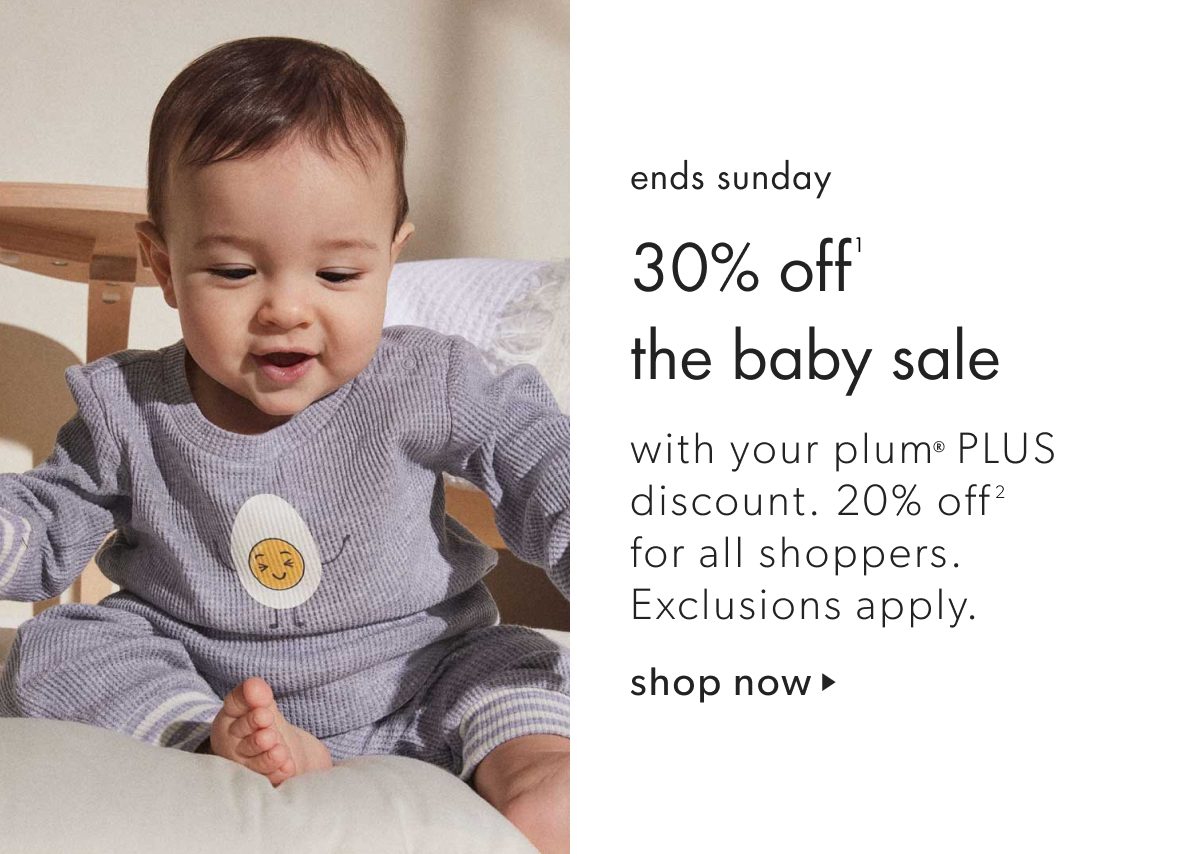 ends sunday
30% off¹
the baby sale
with your plum® PLUS
discount. 20% off²
for all shoppers.
Exclusions apply.
shop now ▸